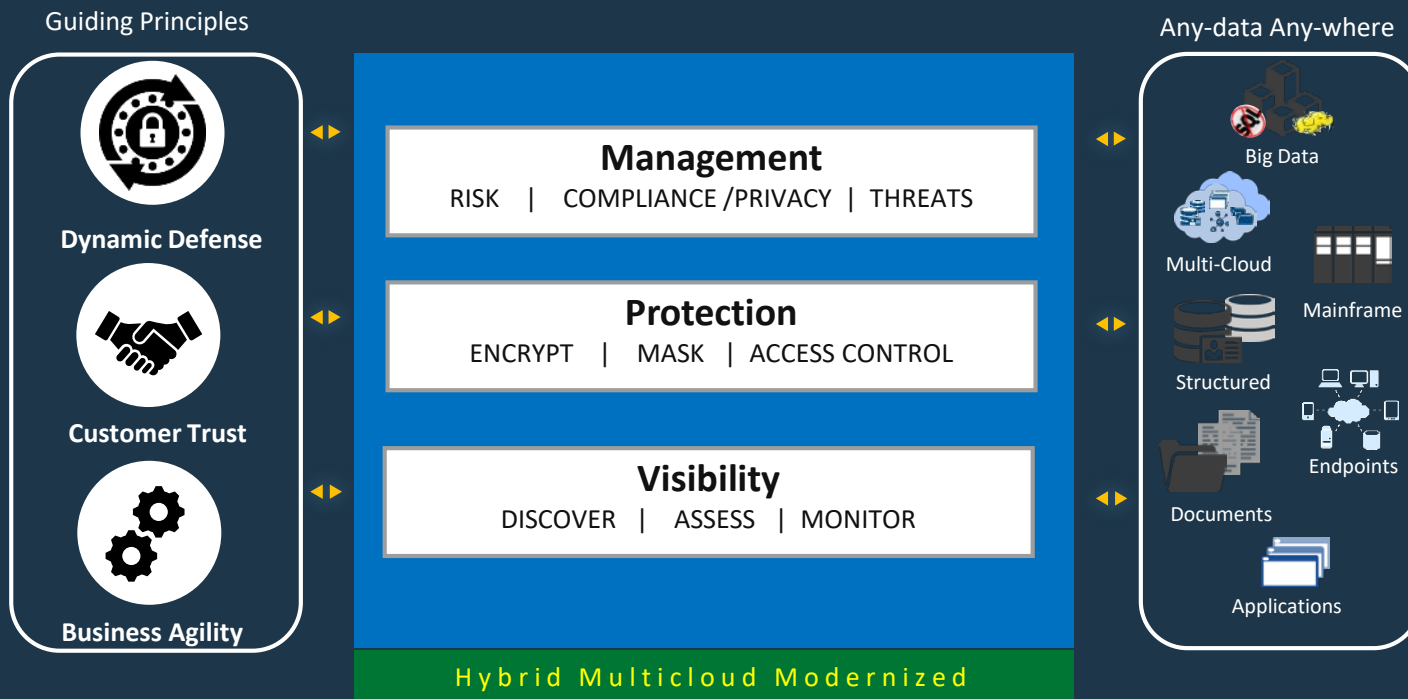 Guiding Principles
Dynamic Defense
Customer Trust
Business Agility
Management
RISK | COMPLIANCE /PRIVACY | THREATS
Protection
ENCRYPT | MASK | ACCESS CONTROL
Visibility
DISCOVER | ASSESS | MONITOR
Hybrid Multicloud Modernized
Any-data Any-where
SQL
Big Data
Multi-Cloud
Mainframe
Structured
Endpoints
Documents
Applications